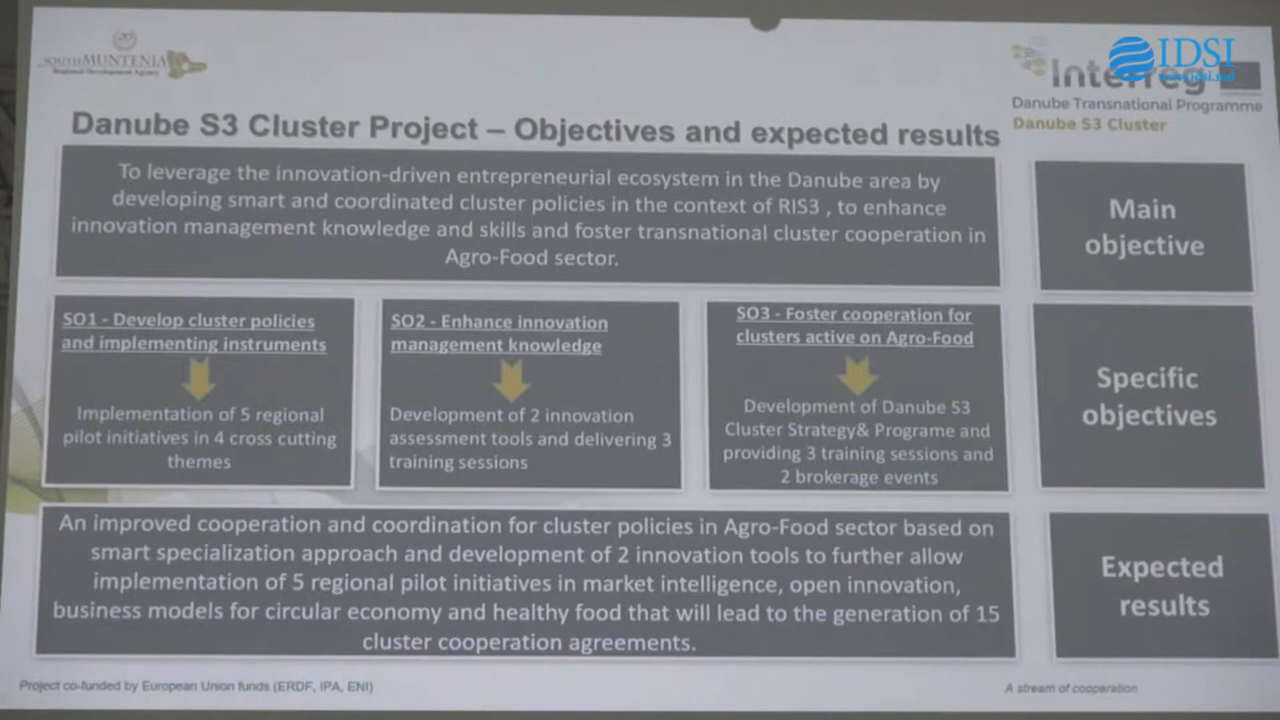 SOUTH MUNTENIA
Regional Development Agency
IDSI
www.idsi.md
Interreg
Danube Transnational Programme
Danube S3 Cluster
Danube S3 Cluster Project – Objectives and expected results
To leverage the innovation-driven entrepreneurial ecosystem in the Danube area by
developing smart and coordinated cluster policies in the context of RIS3 , to enhance
innovation management knowledge and skills and foster transnational cluster cooperation in
Agro-Food sector.
Main
objective
SO1 - Develop cluster policies
and implementing instruments
Implementation of 5 regional
pilot initiatives in 4 cross cutting
themes
SO2 - Enhance innovation
management knowledge
Development of 2 innovation
assessment tools and delivering 3
training sessions
SO3 - Foster cooperation for
clusters active on Agro-Food
Development of Danube S3
Cluster Strategy& Programe and
providing 3 training sessions and
2 brokerage events
Specific
objectives
An improved cooperation and coordination for cluster policies in Agro-Food sector based on
smart specialization approach and development of 2 innovation tools to further allow
implementation of 5 regional pilot initiatives in market intelligence, open innovation,
business models for circular economy and healthy food that will lead to the generation of 15
cluster cooperation agreements.
Expected
results
Project co-funded by European Union funds (ERDF, IPA, ENI)
A stream of cooperation